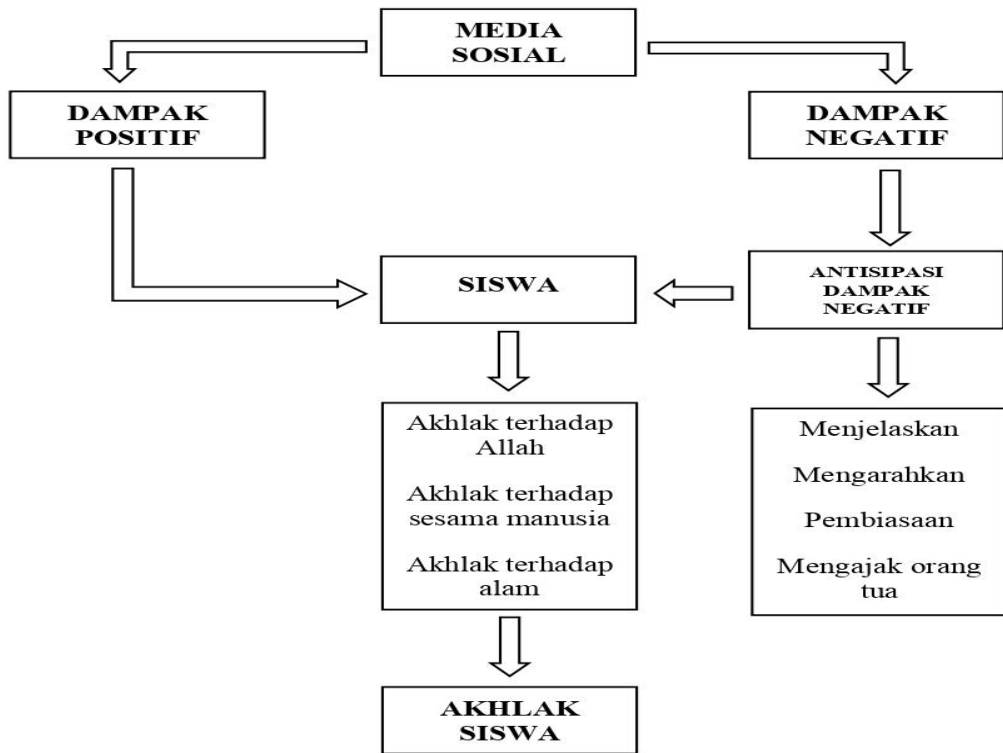 MEDIA
SOSIAL
DAMPAK
POSITIF
DAMPAK
NEGATIF
SISWA
ANTISIPASI
DAMPAK
NEGATIF
Akhlak terhadap
Allah
Akhlak terhadap
sesama manusia
Akhlak terhadap
alam
Menjelaskan
Mengarahkan
Pembiasaan
Mengajak orang
tua
AKHLAK
SISWA